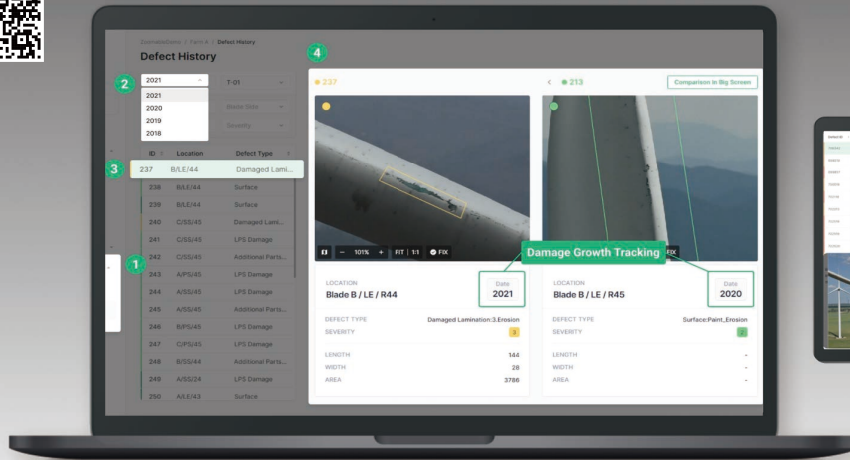 Defect History
Defect History
2021
T-01
2021
2020
2019
2018
Blade Side
Severity
ID Location Defect Type
237 B/LE/44 Damaged Lami...
238 B/LE/44 Surface
239 B/LE/44 Surface
240 C/SS/45 Damaged Lami...
241 C/SS/45 LPS Damage
242 C/SS/45 Additional Parts...
243 A/PS/45 LPS Damage
244 A/SS/45 LPS Damage
245 A/SS/45 Additional Parts...
246 B/PS/45 LPS Damage
247 C/PS/45 LPS Damage
248 B/SS/44 Additional Parts...
249 A/SS/24 LPS Damage
250 A/LE/43 Surface
1
2
3
4
237
< 213
Comparison In Big Screen
- 101% + FIT | 1:1 FIX
FIX
Damage Growth Tracking
LOCATION
Blade B / LE / R44
Date
2021
DEFECT TYPE Damaged Lamination:3.Erosion
SEVERITY 3
LENGTH 144
WIDTH 28
AREA 3786
LOCATION
Blade B / LE / R45
Date
2020
DEFECT TYPE Surface:Paint_Erosion
SEVERITY 2
LENGTH -
WIDTH -
AREA -